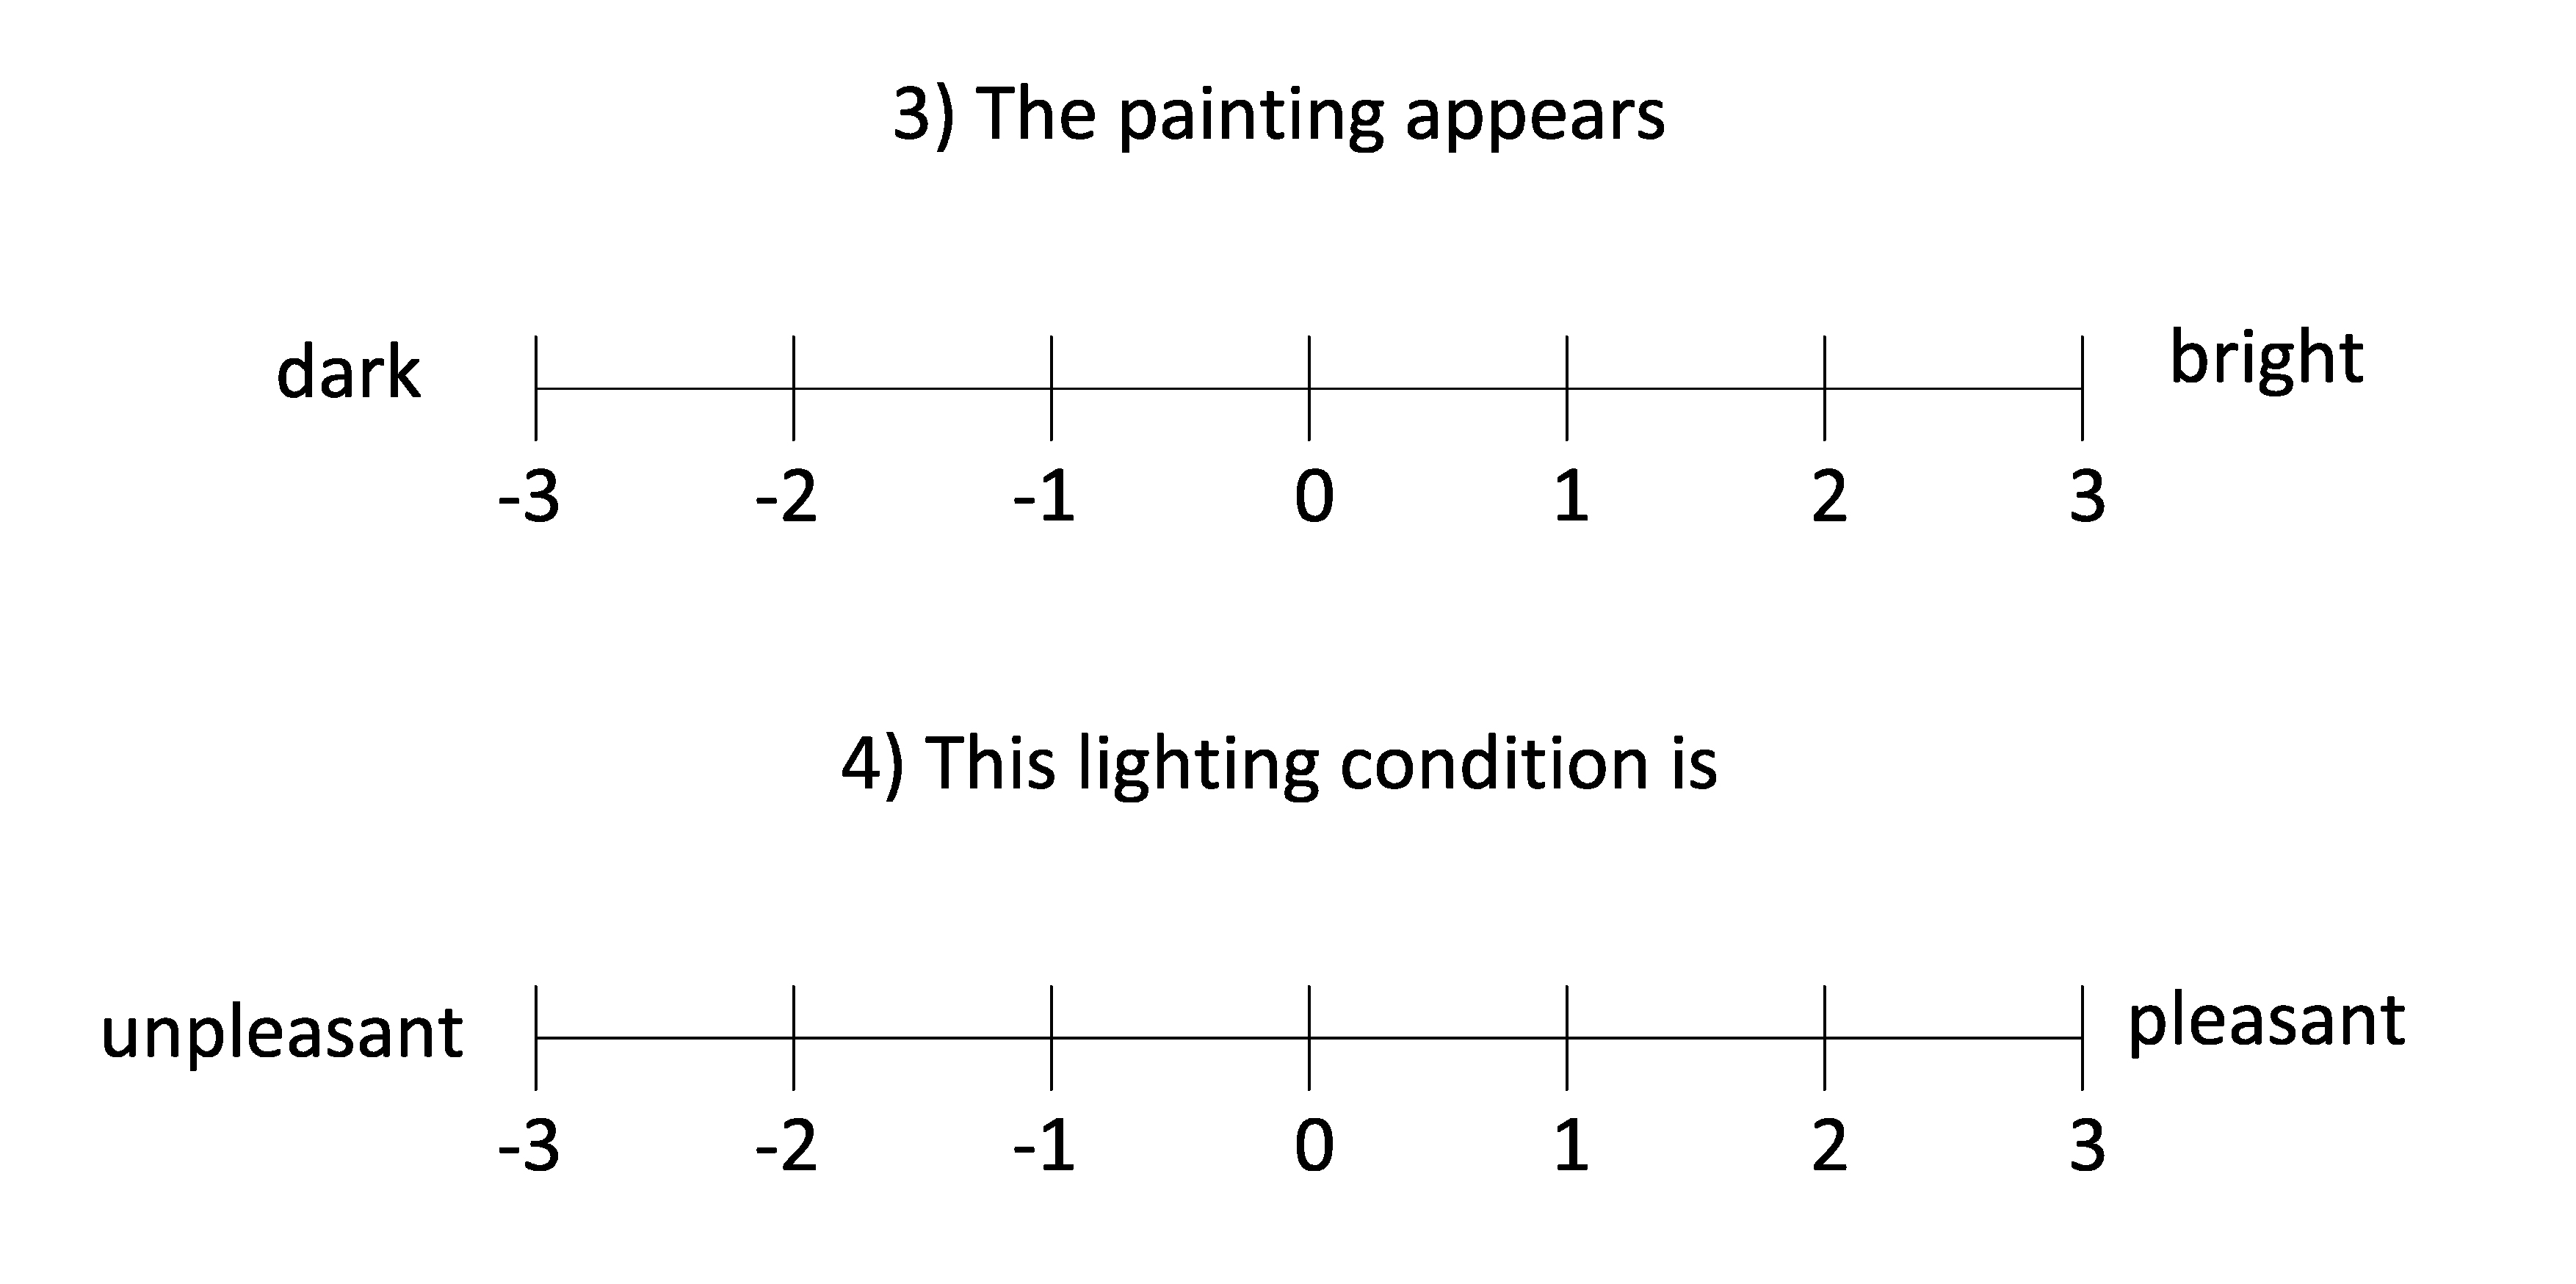 3) The painting appears
dark bright
-3 -2 -1 0 1 2 3
4) This lighting condition is
unpleasant pleasant
-3 -2 -1 0 1 2 3